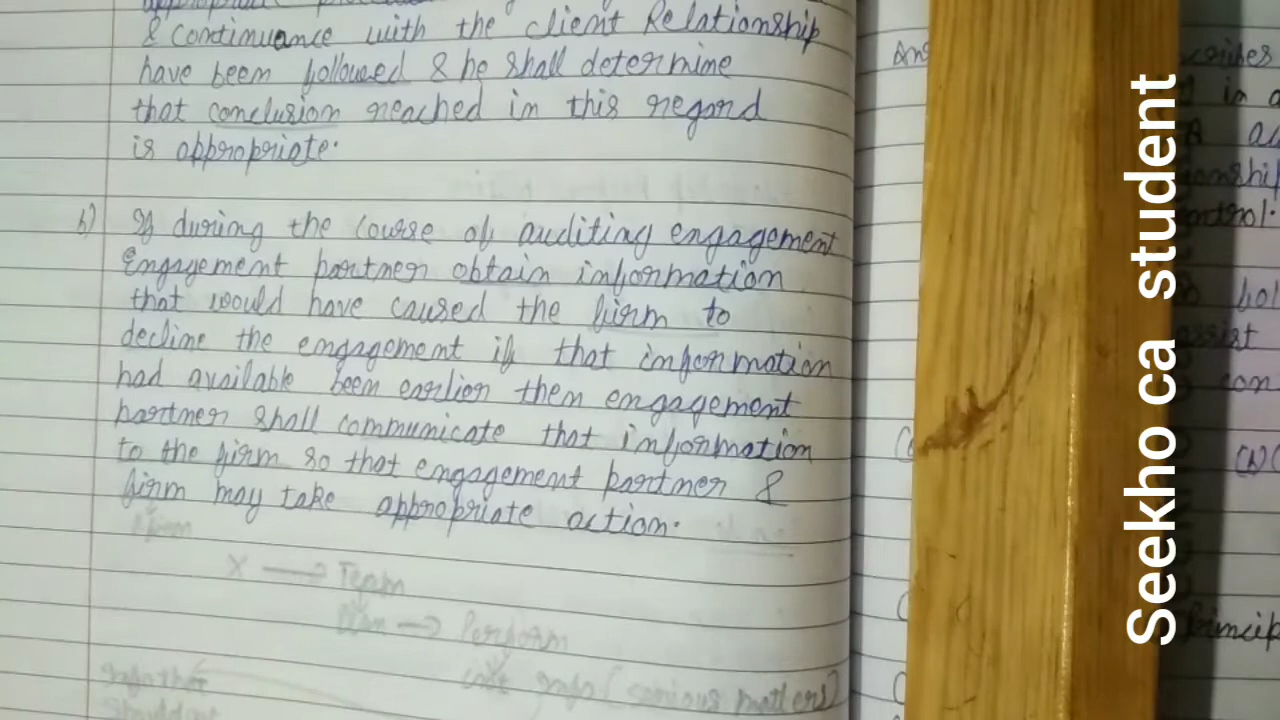 & continuance with the client Relationship
have been followed & he shall determine
that conclusion reached in this regard
is appropriate.
b) If during the course of auditing engagement
Engagement partner obtain information
that would have caused the firm to
decline the engagement if that information
had available been earlier then engagement
partner shall communicate that information
to the firm so that engagement partner &
firm may take appropriate action.
X → Team
→ Perform
(serious matters)
Ans
Seekho ca student